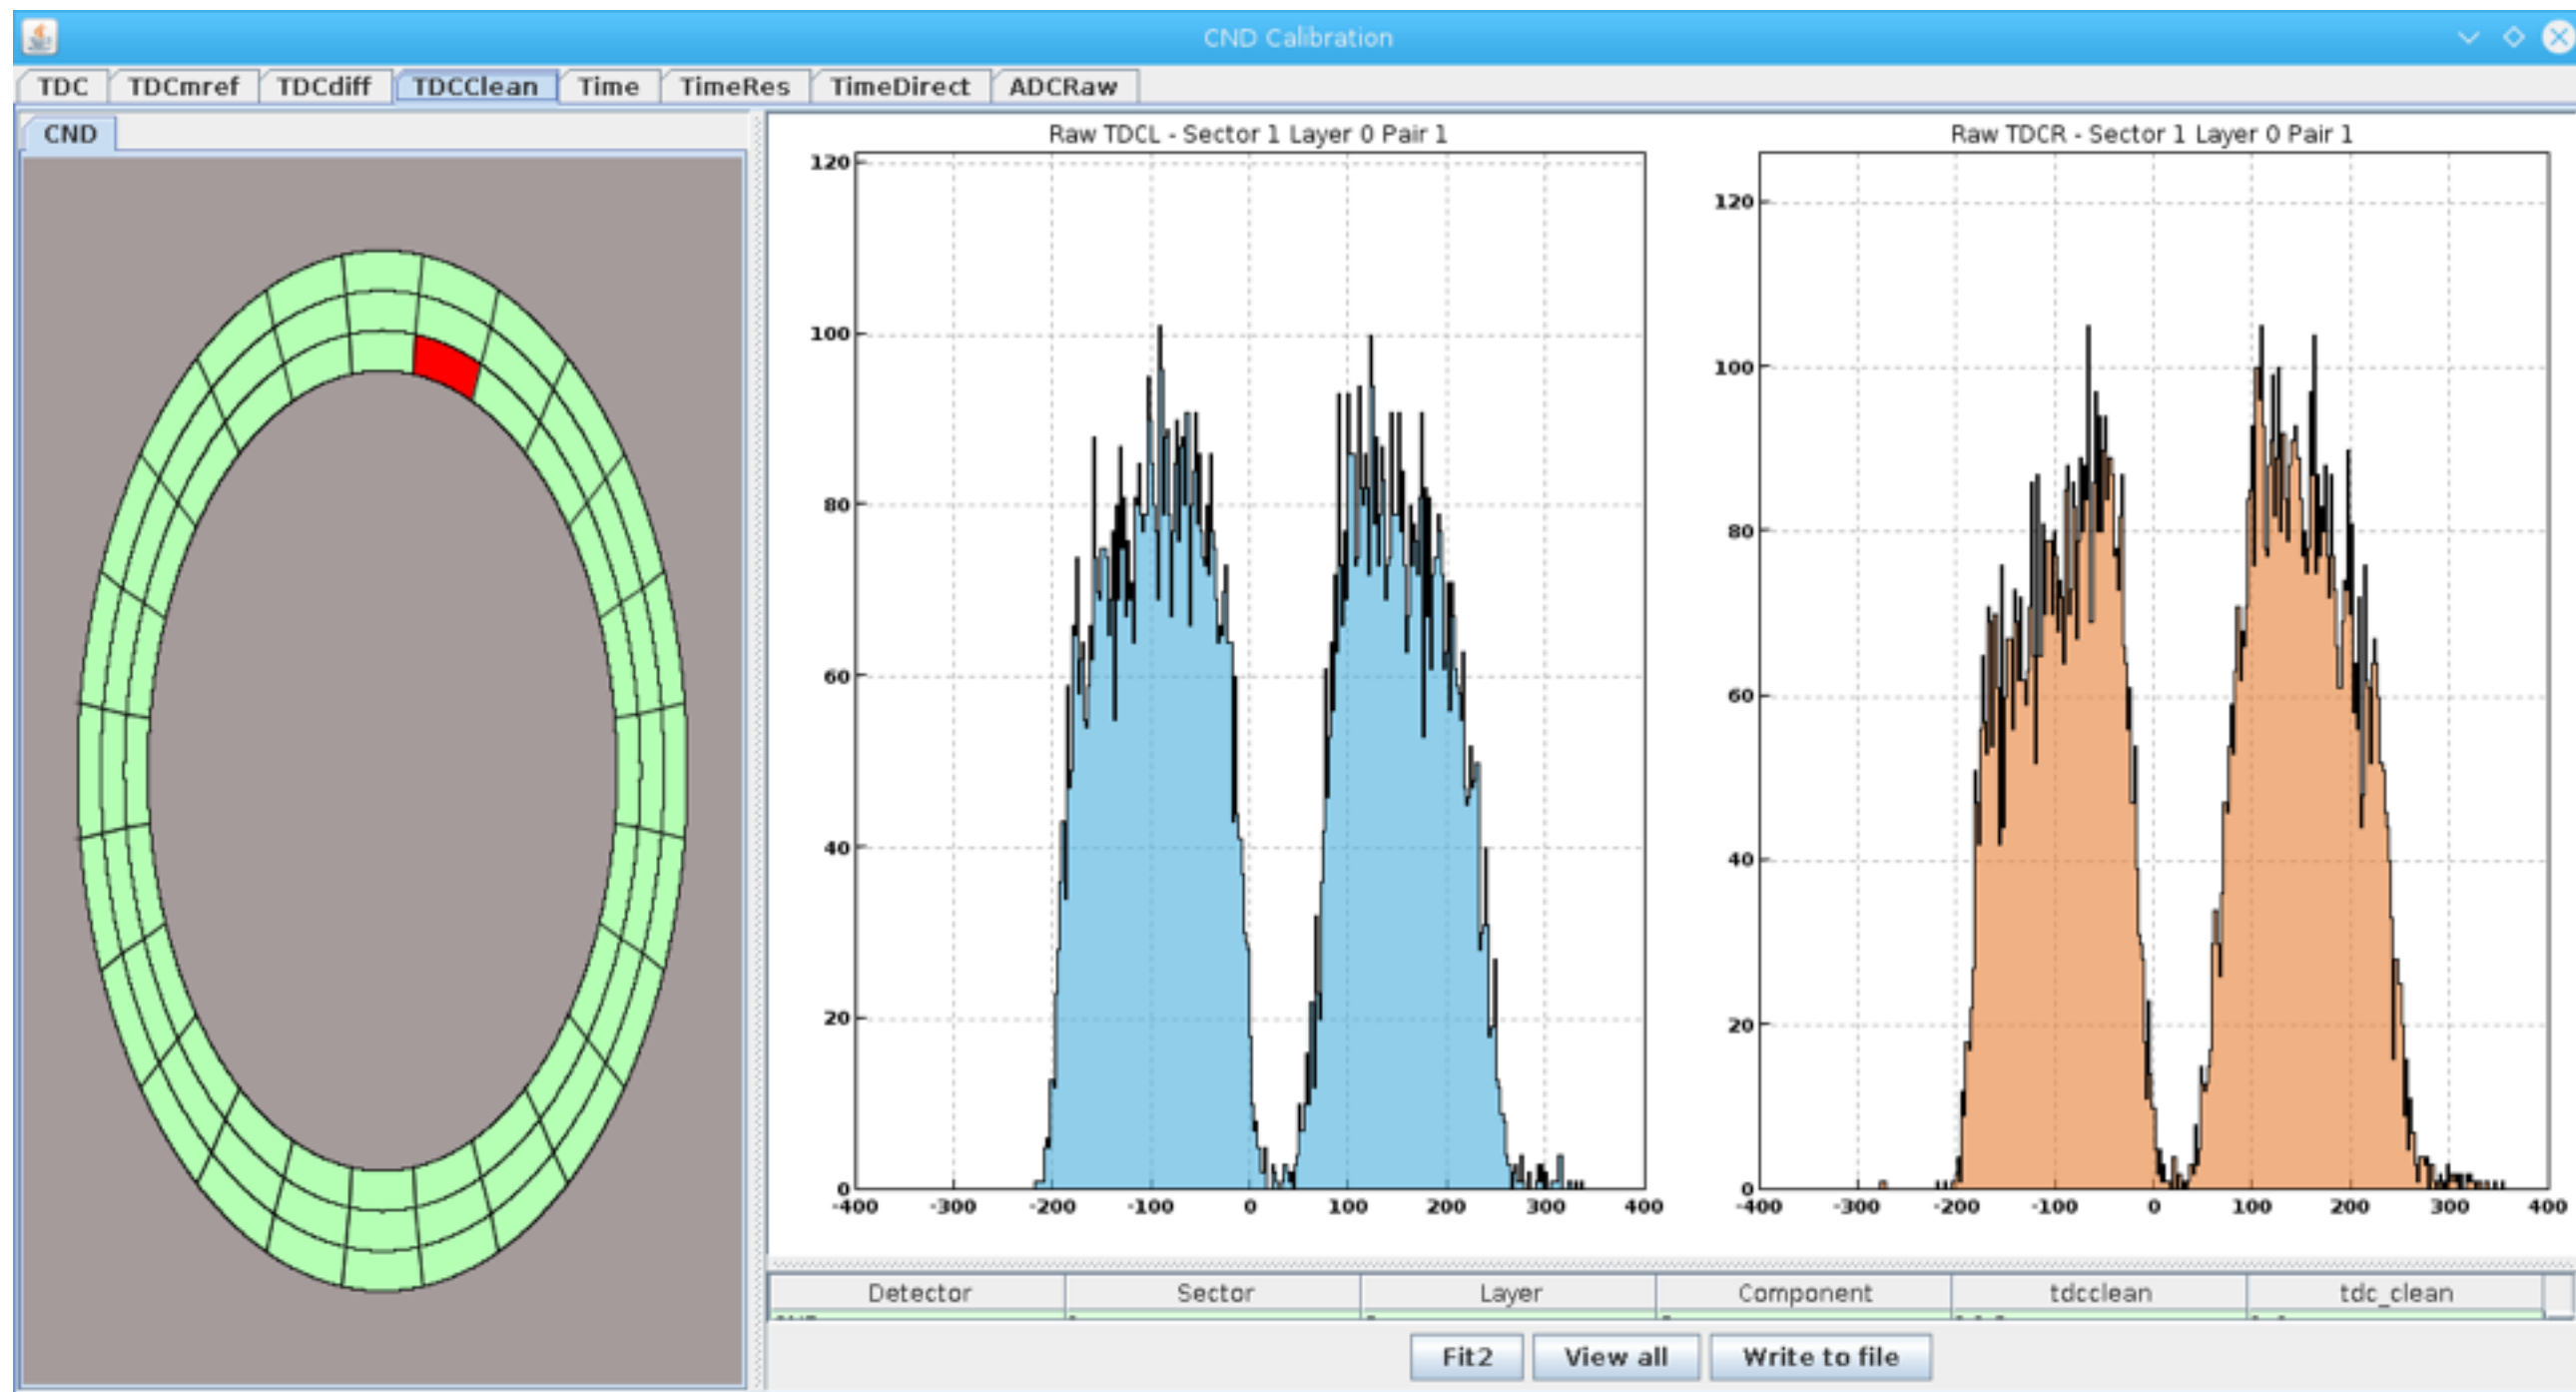 CND Calibration
TDC TDCmref TDCdiff TDCClean Time TimeRes TimeDirect ADCRaw
CND
Raw TDCL - Sector 1 Layer 0 Pair 1
120
100
80
60
40
20
0
-400 -300 -200 -100 0 100 200 300 400
Raw TDCR - Sector 1 Layer 0 Pair 1
120
100
80
60
40
20
0
-400 -300 -200 -100 0 100 200 300 400
Detector Sector Layer Component tdcclean tdc_clean
Fit2 View all Write to file